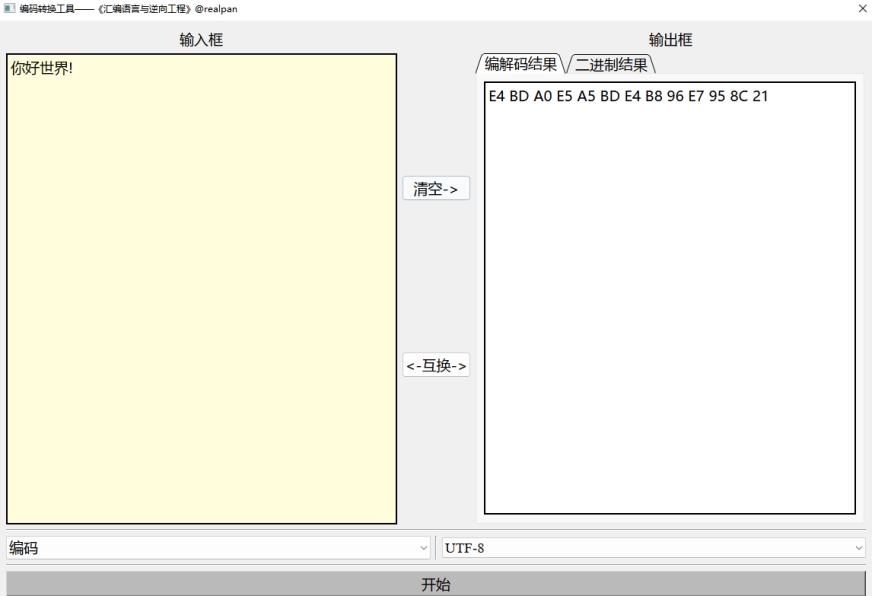 编码转换工具——《汇编语言与逆向工程》@realpan
输入框
输出框
你好世界!
编解码结果
二进制结果
E4 BD A0 E5 A5 BD E4 B8 96 E7 95 8C 21
清空->
<-互换->
编码
UTF-8
开始